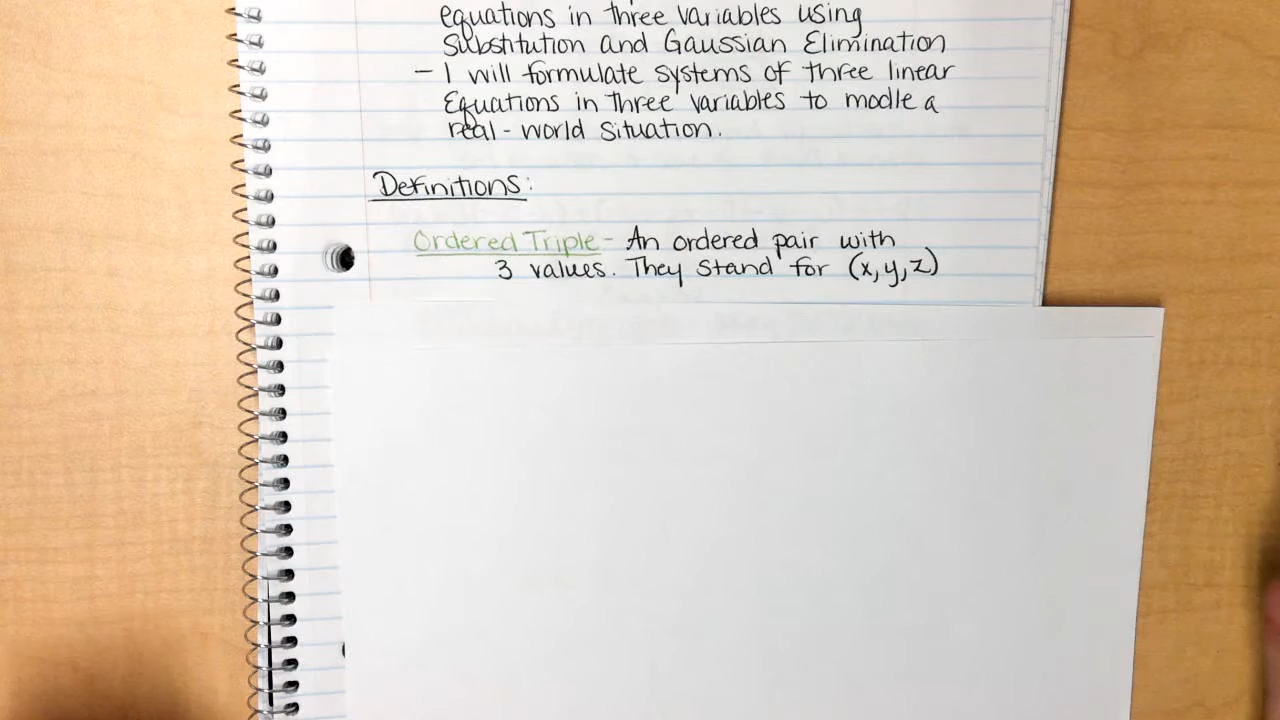 equations in three variables using
Substitution and Gaussian Elimination
- I will formulate systems of three linear
Equations in three variables to modle a
real-world situation.
Definitions:
Ordered Triple - An ordered pair with
3 values. They stand for (x,y,z)